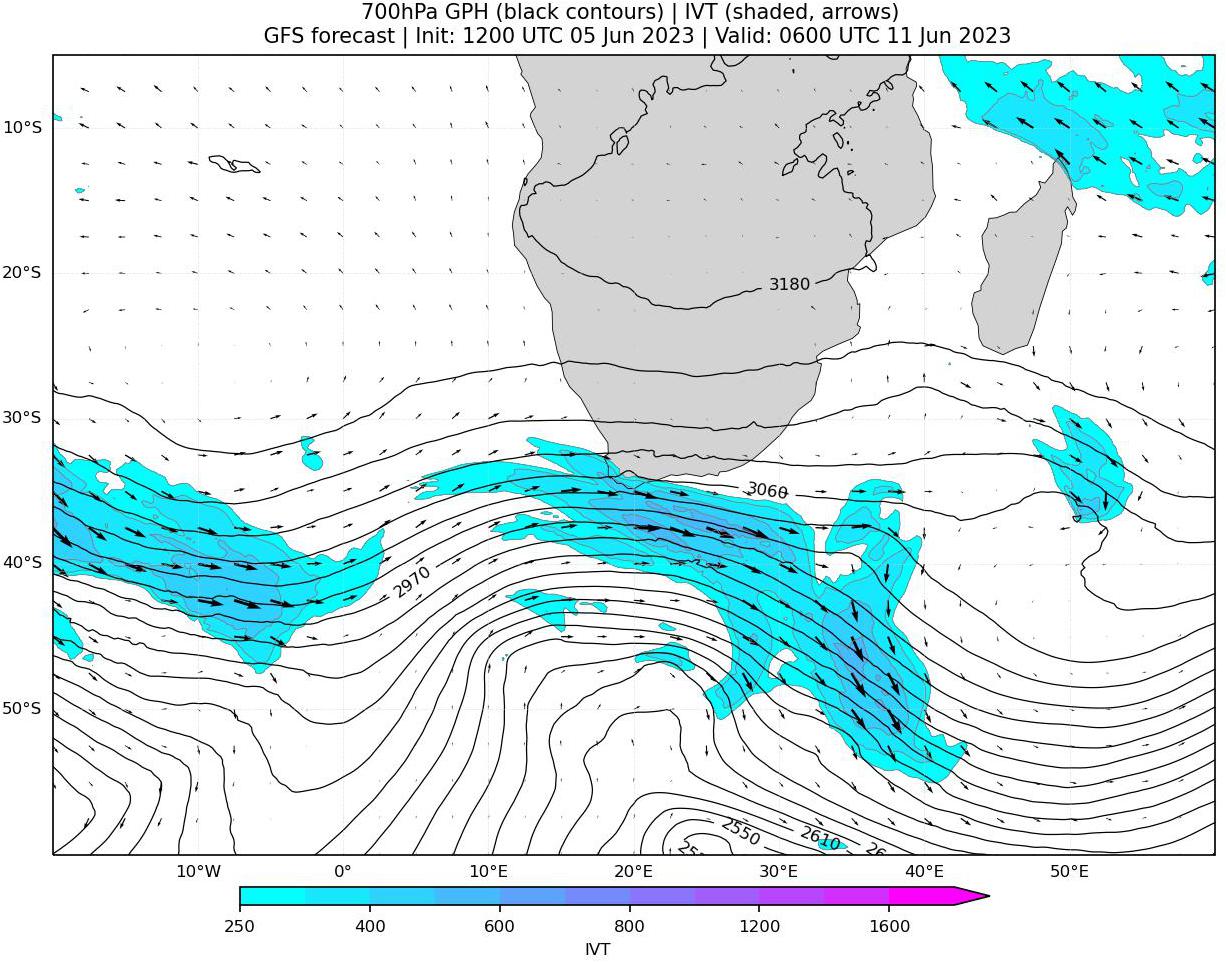 700hPa GPH (black contours) | IVT (shaded, arrows)
GFS forecast | Init: 1200 UTC 05 Jun 2023 | Valid: 0600 UTC 11 Jun 2023
10°S
20°S
3180
30°S
3060
40°S
2970
50°S
2550
2610
10°W 0° 10°E 20°E 30°E 40°E 50°E
250 400 600 800 1200 1600
IVT